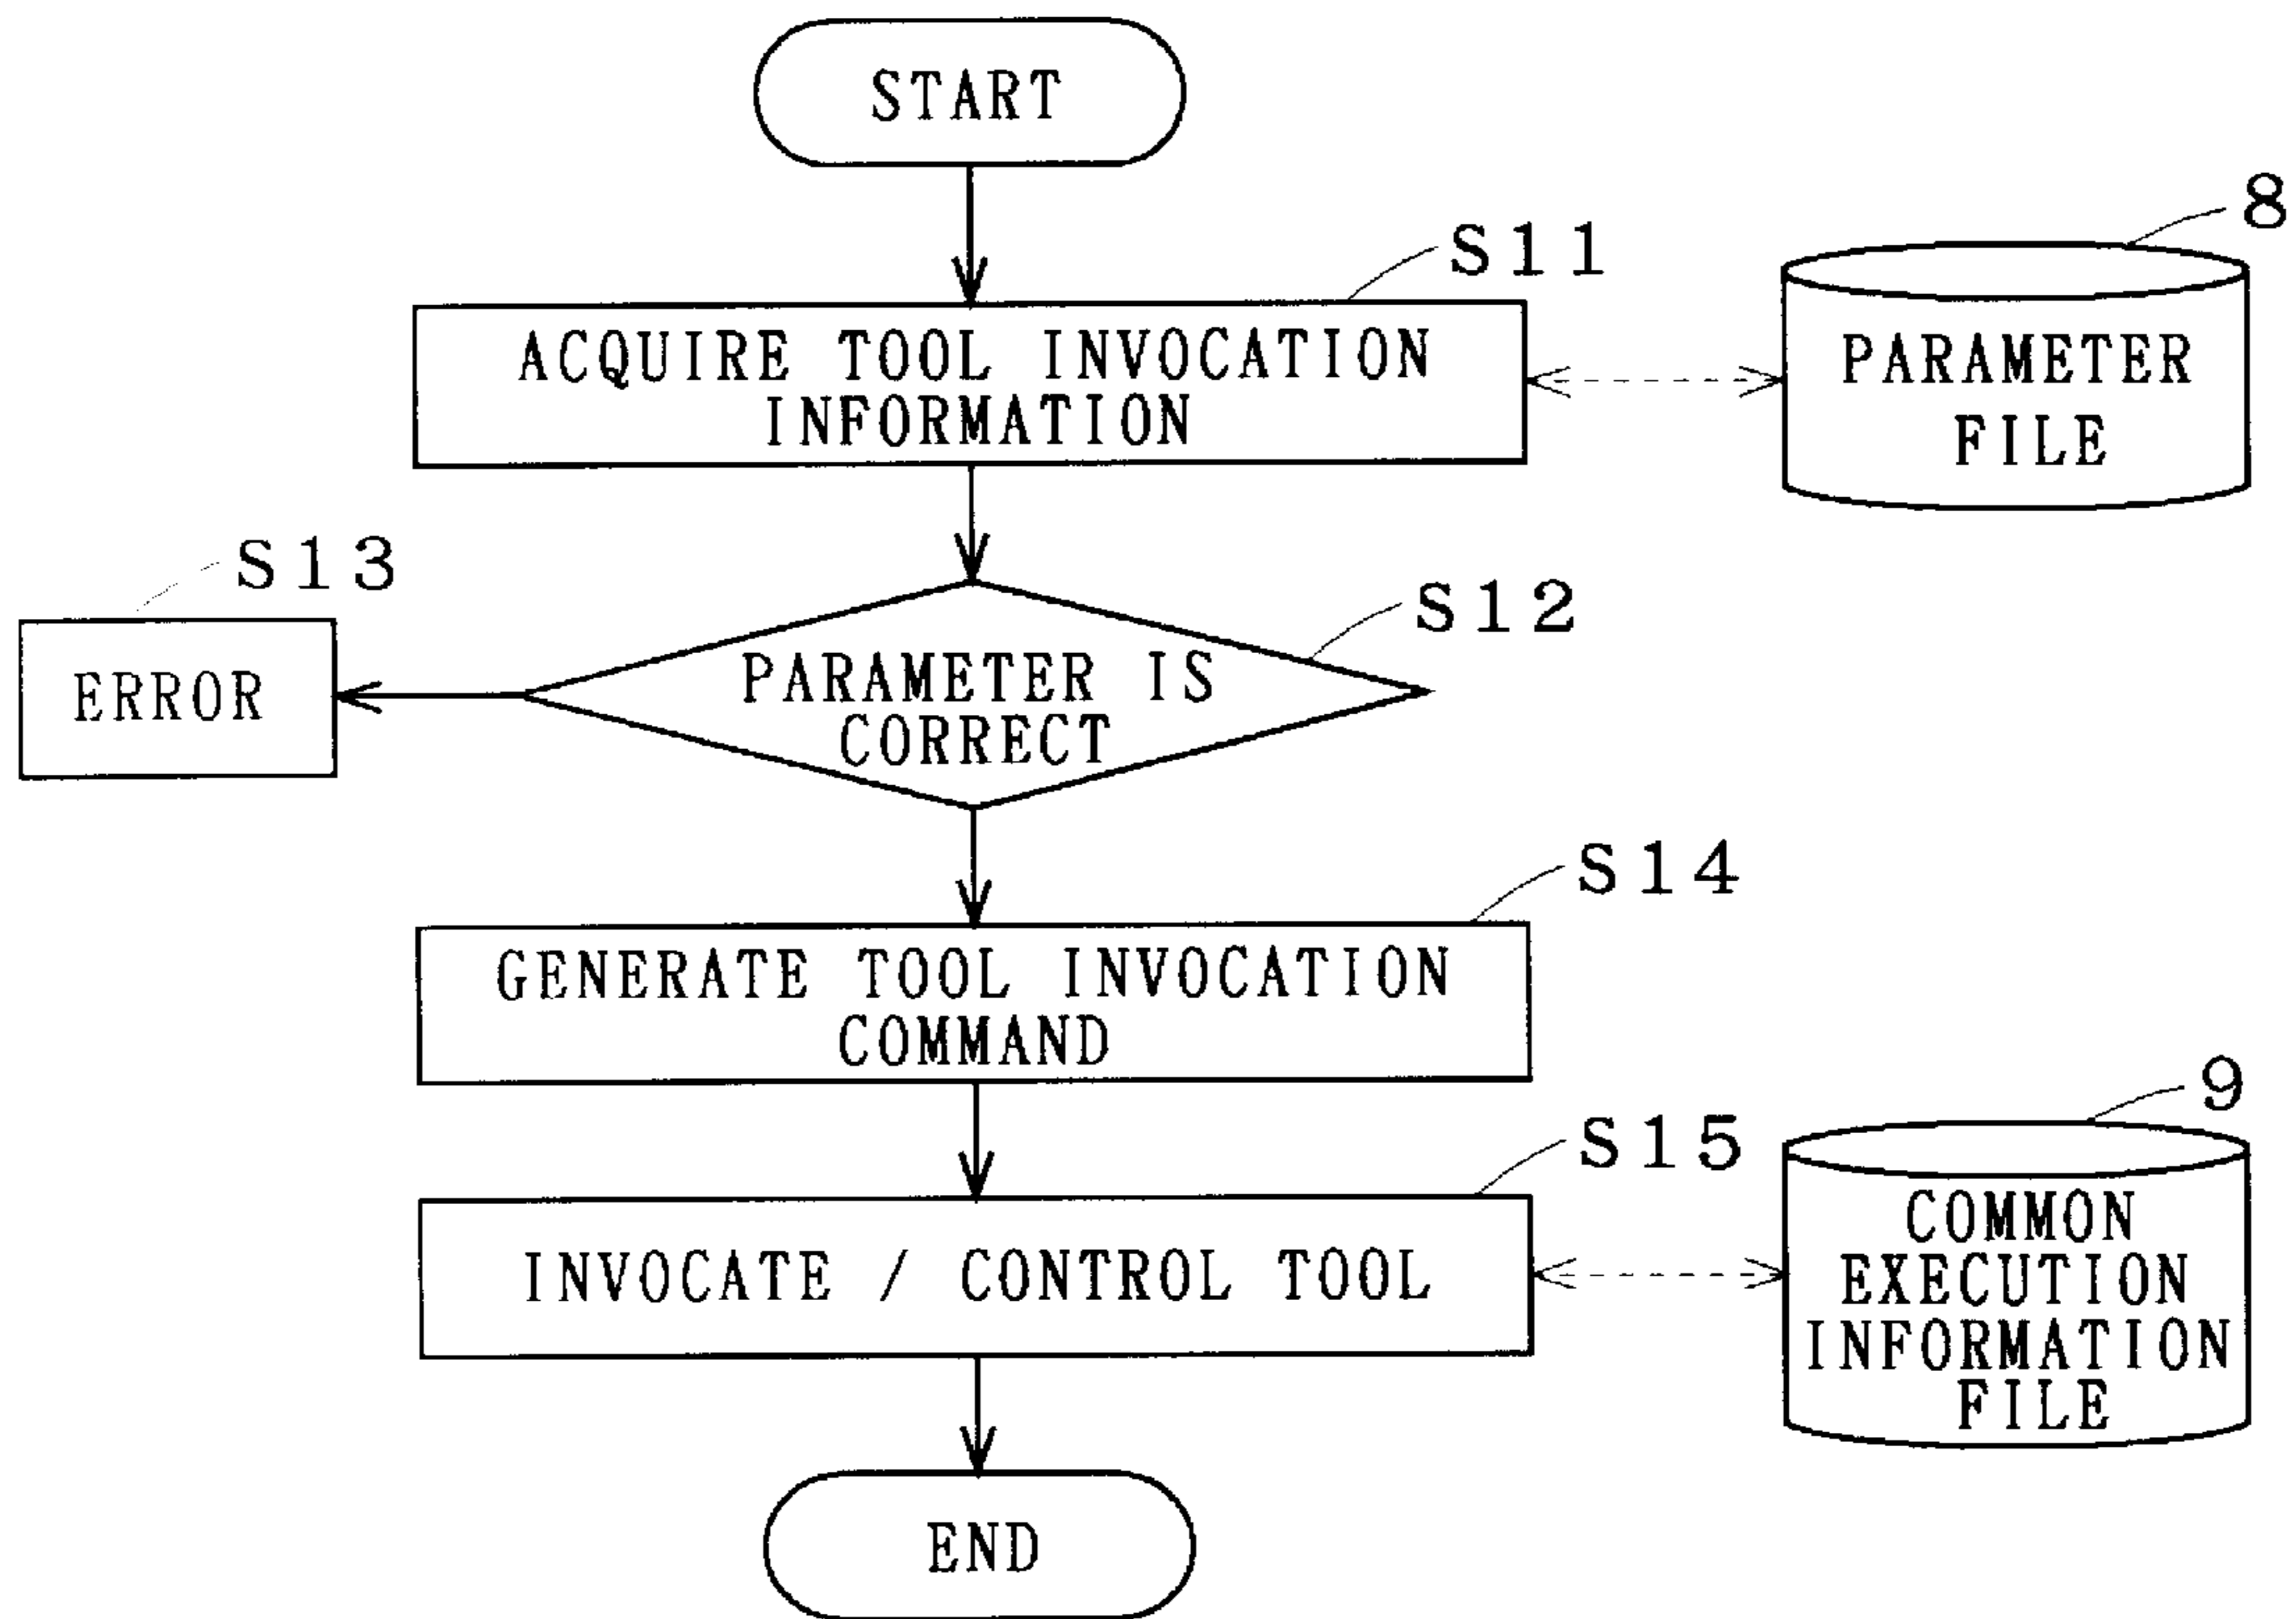 START
8
S11
ACQUIRE TOOL INVOCATION
INFORMATION
PARAMETER
FILE
S13
S12
ERROR
PARAMETER IS
CORRECT
S14
GENERATE TOOL INVOCATION
COMMAND
9
S15
INVOCATE / CONTROL TOOL
COMMON
EXECUTION
INFORMATION
FILE
END